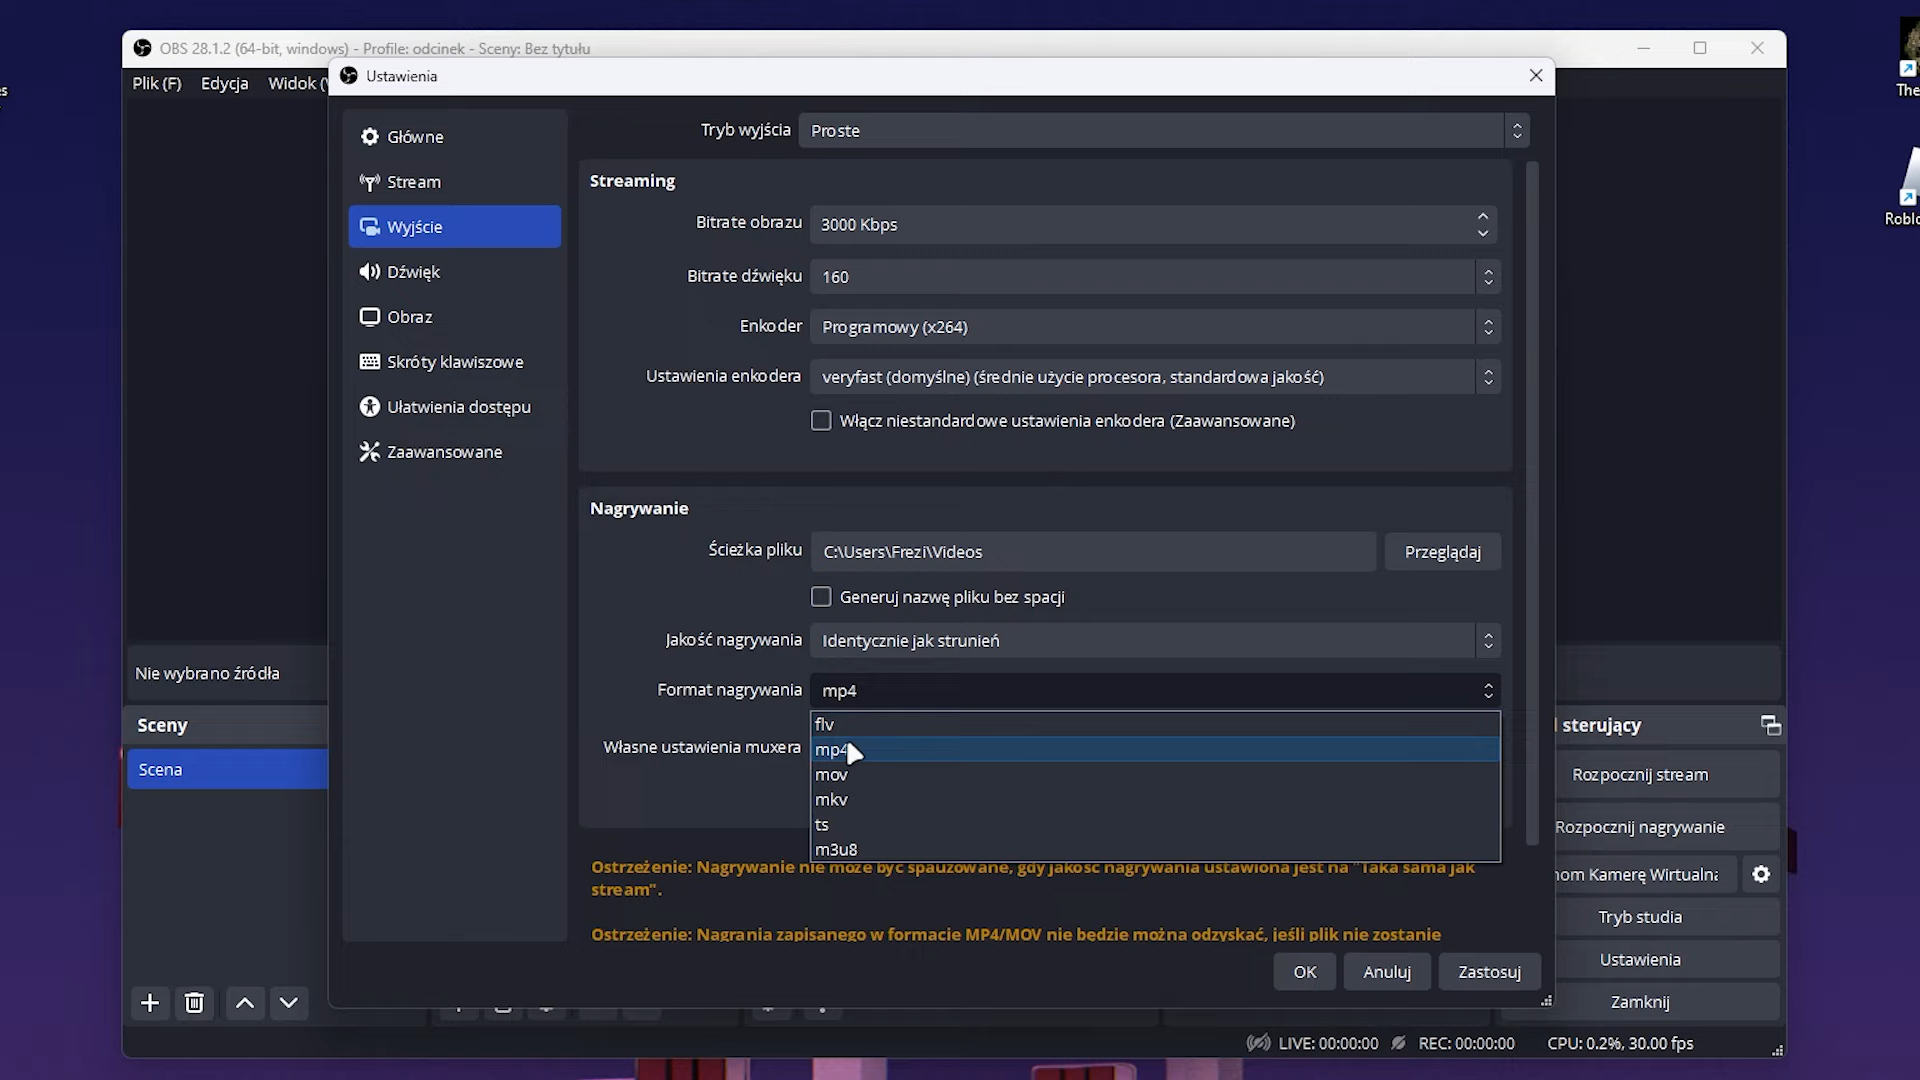 OBS 28.1.2 (64-bit, windows) - Profile: odcinek - Sceny: Bez tytułu
Plik (F) Edycja Widok (
Ustawienia
Główne
Stream
Wyjście
Dźwięk
Obraz
Skróty klawiszowe
Ułatwienia dostępu
Zaawansowane
Tryb wyjścia Proste
Streaming
Bitrate obrazu 3000 Kbps
Bitrate dźwięku 160
Enkoder Programowy (x264)
Ustawienia enkodera veryfast (domyślne) (średnie użycie procesora, standardowa jakość)
Włącz niestandardowe ustawienia enkodera (Zaawansowane)
Nagrywanie
Ścieżka pliku C:\Users\Frezi\Videos Przeglądaj
Generuj nazwę pliku bez spacji
Jakość nagrywania Identycznie jak strunień
Format nagrywania mp4
Własne ustawienia muxera
flv
mp4
mov
mkv
ts
m3u8
Ostrzeżenie: Nagrywanie nie może być spauzowane, gdy jakość nagrywania ustawiona jest na "Taka sama jak
stream".
Ostrzeżenie: Nagrania zapisanego w formacie MP4/MOV nie będzie można odzyskać, jeśli plik nie zostanie
OK Anuluj Zastosuj
Nie wybrano źródła
Sceny
Scena
sterujący
Rozpocznij stream
Rozpocznij nagrywanie
Kamerę
Tryb studia
Ustawienia
Zamknij
LIVE: 00:00:00 REC: 00:00:00 CPU: 0.2%, 30.00 fps
The